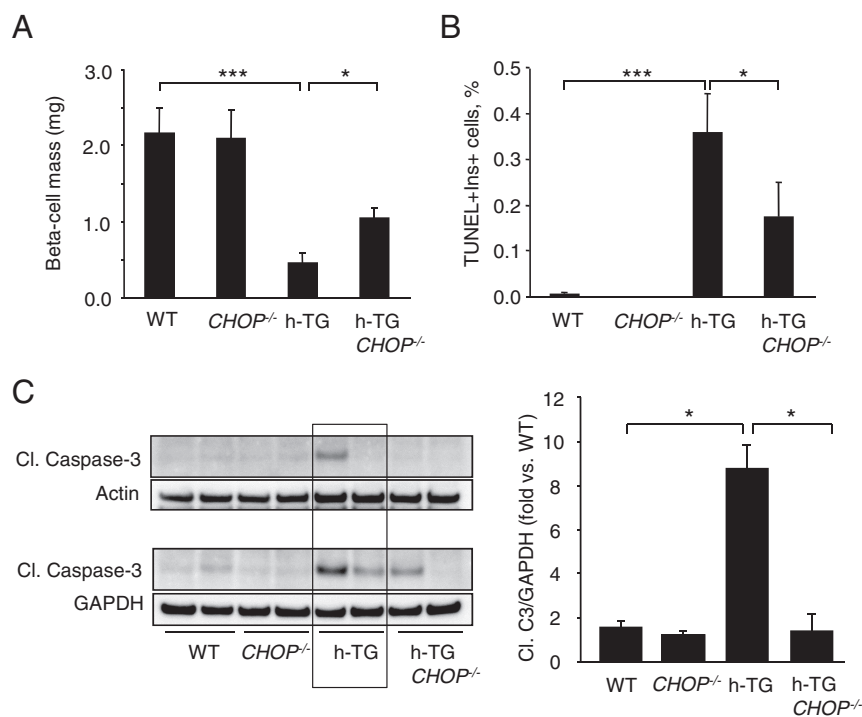 A
Beta-cell mass (mg)
3.0
2.0
1.0
0.0
***
*
WT
CHOP-/-
h-TG
h-TG
CHOP-/-
B
TUNEL+Ins+ cells, %
0.5
0.4
0.3
0.2
0.1
0.0
***
*
WT
CHOP-/-
h-TG
h-TG
CHOP-/-
C
Cl. Caspase-3
Actin
Cl. Caspase-3
GAPDH
WT
CHOP-/-
h-TG
h-TG
CHOP-/-
Cl. C3/GAPDH (fold vs. WT)
12
10
8
6
4
2
0
*
*
WT
CHOP-/-
h-TG
h-TG
CHOP-/-